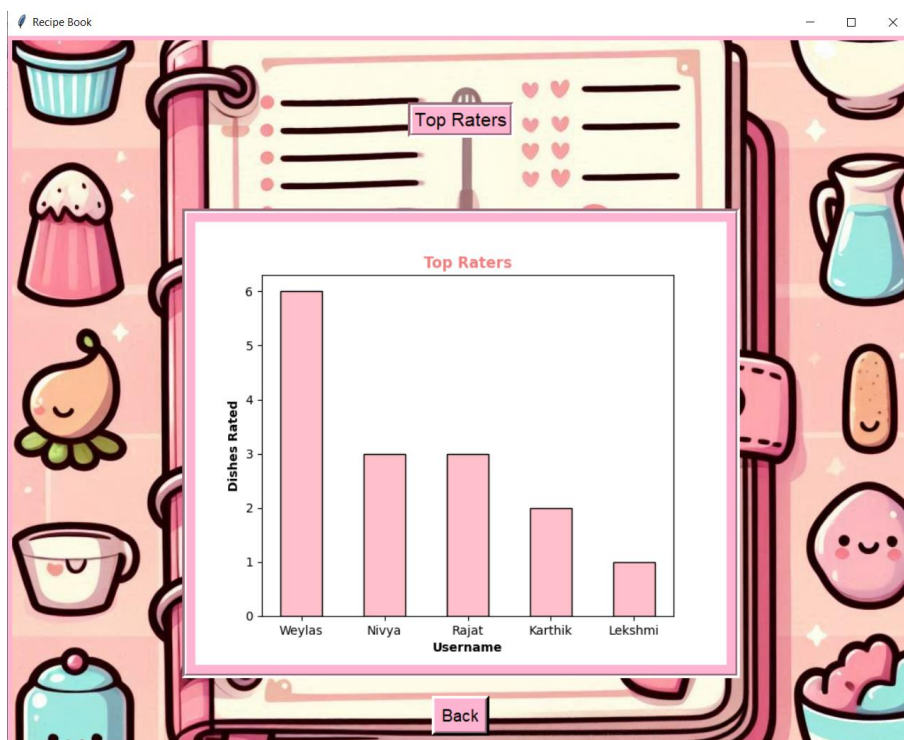 Recipe Book
Top Raters
Top Raters
6
5
4
3
2
1
0
Dishes Rated
Weylas Nivya Rajat Karthik Lekshmi
Username
Back